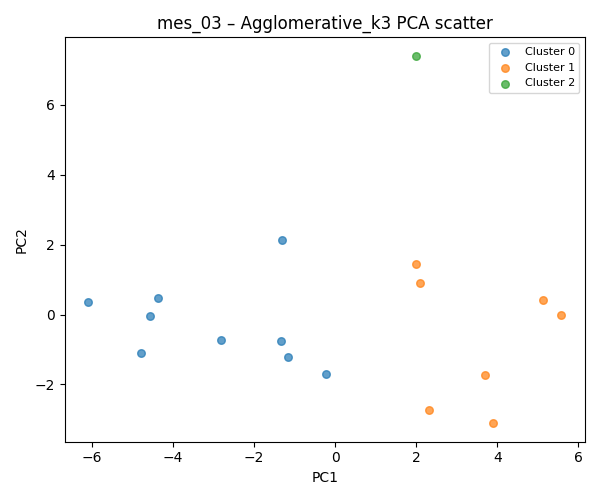 mes_03 – Agglomerative_k3 PCA scatter
Cluster 0
Cluster 1
Cluster 2
PC2
6
4
2
0
−2
−6
−4
−2
0
2
4
6
PC1